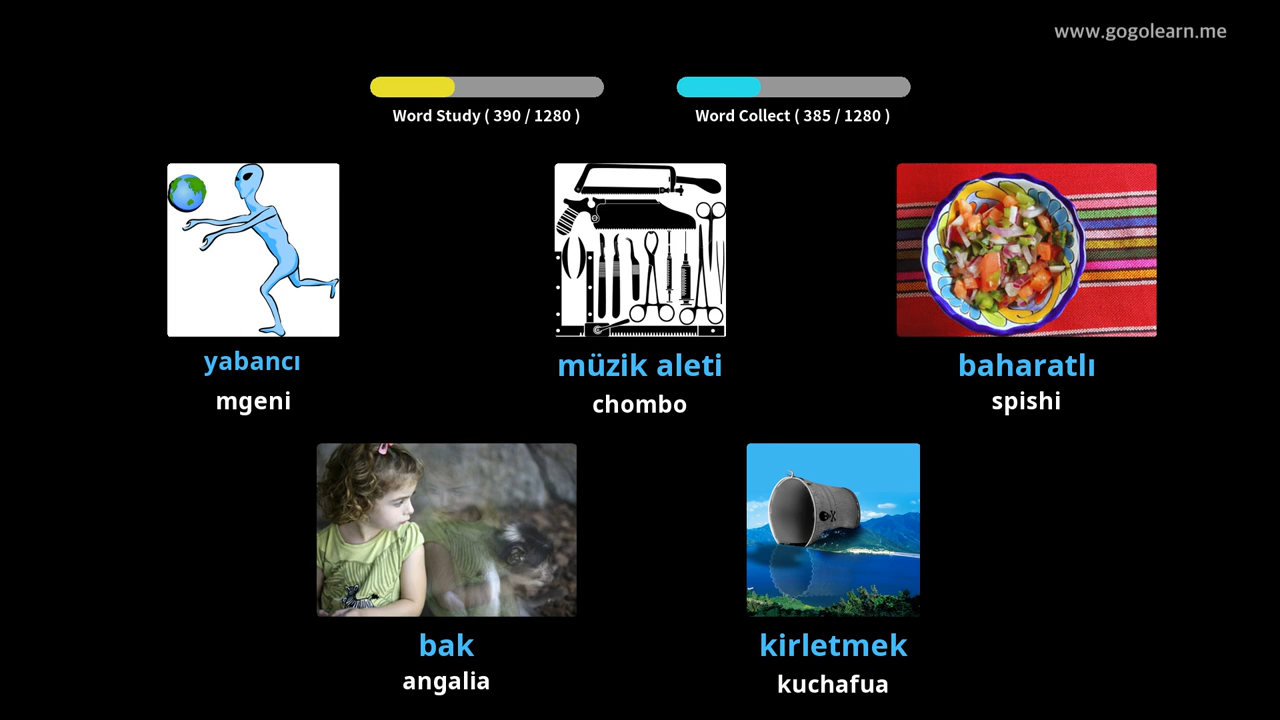 www.gogolearn.me
Word Study ( 390 / 1280 )
Word Collect ( 385 / 1280 )
yabancı
mgeni
müzik aleti
chombo
baharatlı
spishi
bak
angalia
kirletmek
kuchafua